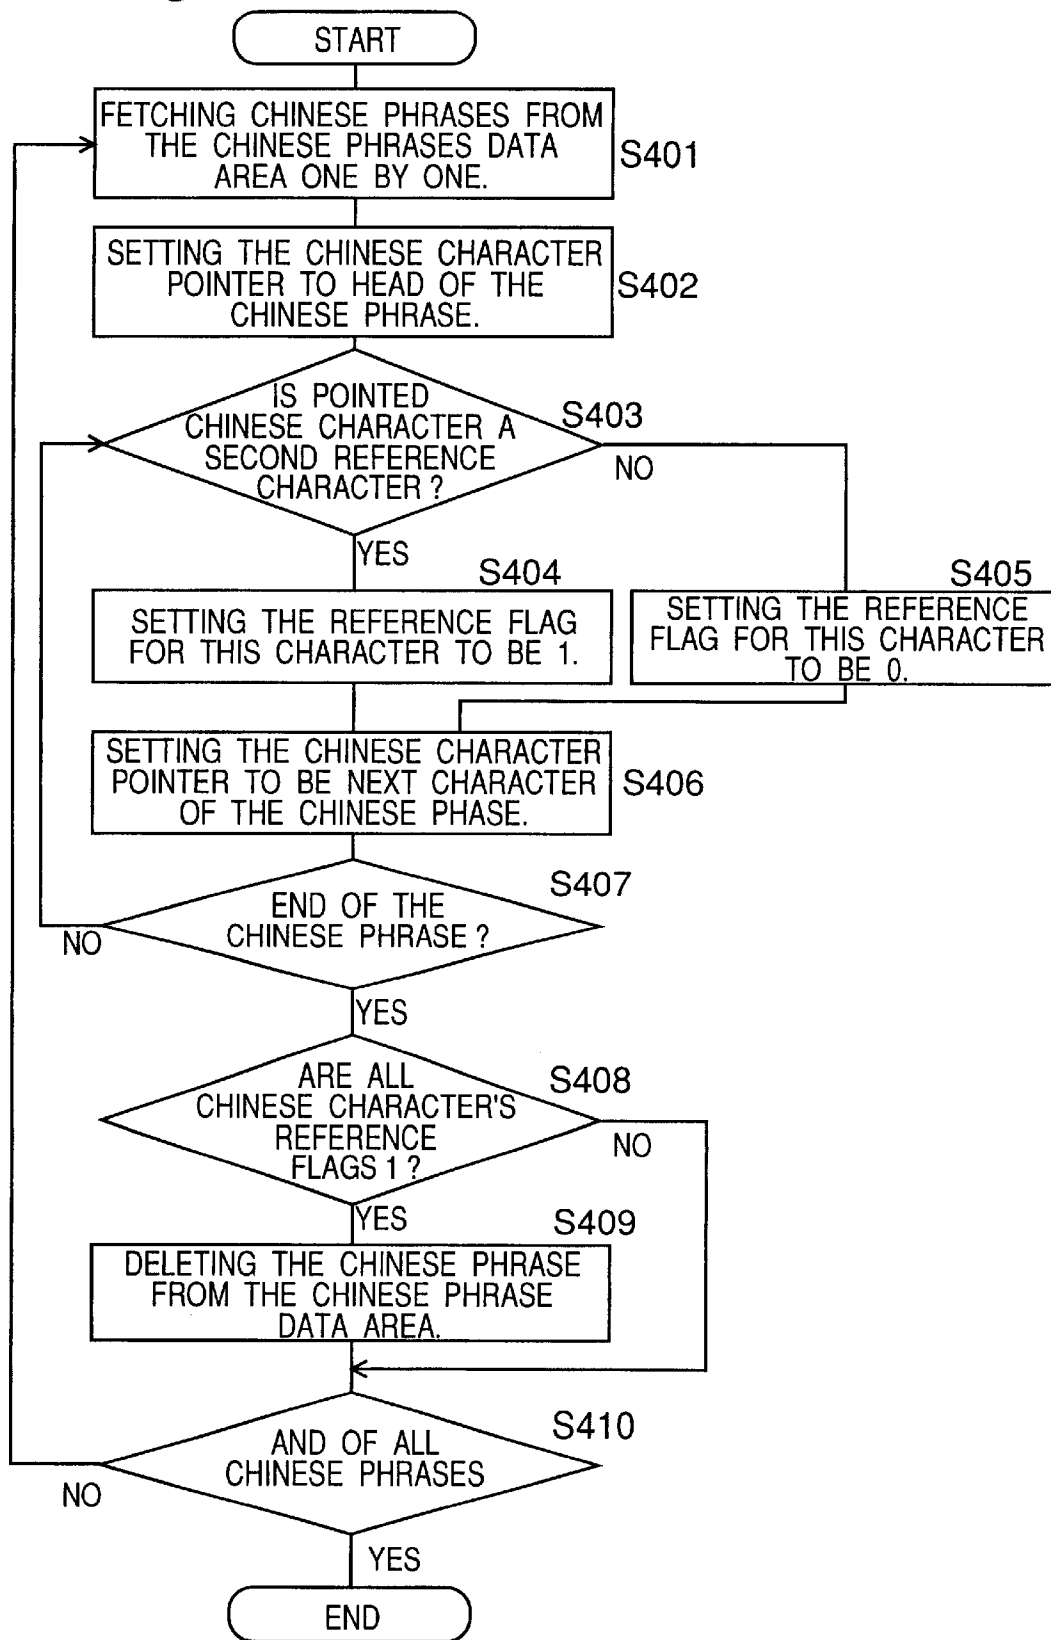 START
FETCHING CHINESE PHRASES FROM
THE CHINESE PHRASES DATA
AREA ONE BY ONE.
S401
SETTING THE CHINESE CHARACTER
POINTER TO HEAD OF THE
CHINESE PHRASE.
S402
IS POINTED
CHINESE CHARACTER A
SECOND REFERENCE
CHARACTER ?
S403
NO
YES
S404
SETTING THE REFERENCE FLAG
FOR THIS CHARACTER TO BE 1.
S405
SETTING THE REFERENCE
FLAG FOR THIS CHARACTER
TO BE 0.
SETTING THE CHINESE CHARACTER
POINTER TO BE NEXT CHARACTER
OF THE CHINESE PHASE.
S406
S407
END OF THE
CHINESE PHRASE ?
NO
YES
ARE ALL
CHINESE CHARACTER'S
REFERENCE
FLAGS 1 ?
S408
NO
YES
S409
DELETING THE CHINESE PHRASE
FROM THE CHINESE PHRASE
DATA AREA.
S410
AND OF ALL
CHINESE PHRASES
NO
YES
END